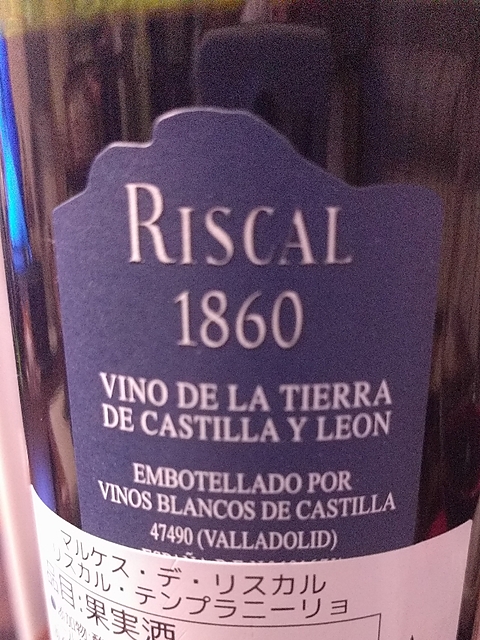 RISCAL
1860
VINO DE LA TIERRA
DE CASTILLA Y LEON
EMBOTELLADO POR
VINOS BLANCOS DE CASTILLA
47490 (VALLADOLID)
マルケス・デ・リスカル
リスカル・テンプラニーリョ
品目:果実酒